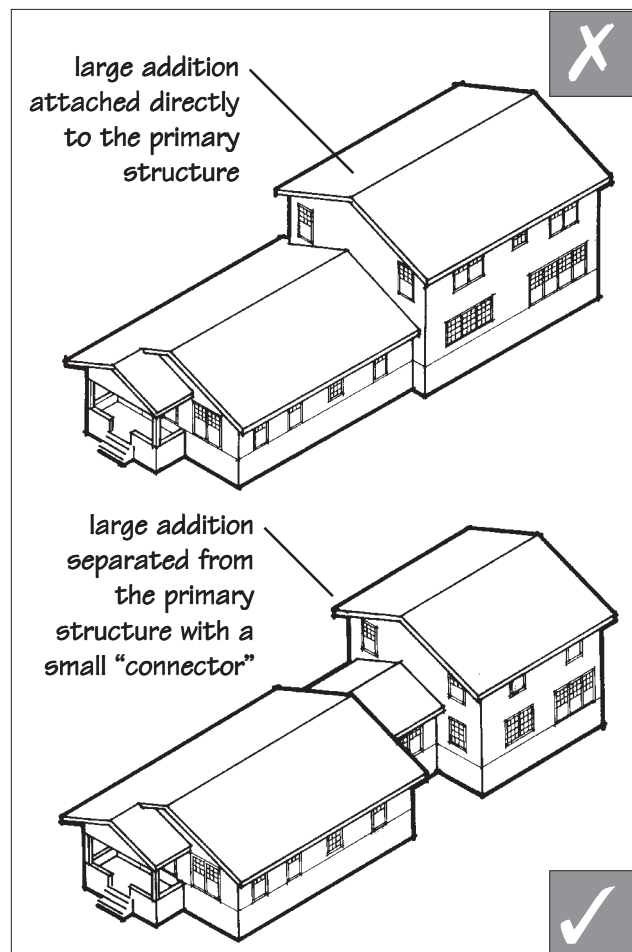 large addition
attached directly
to the primary
structure
large addition
separated from
the primary
structure with a
small “connector”